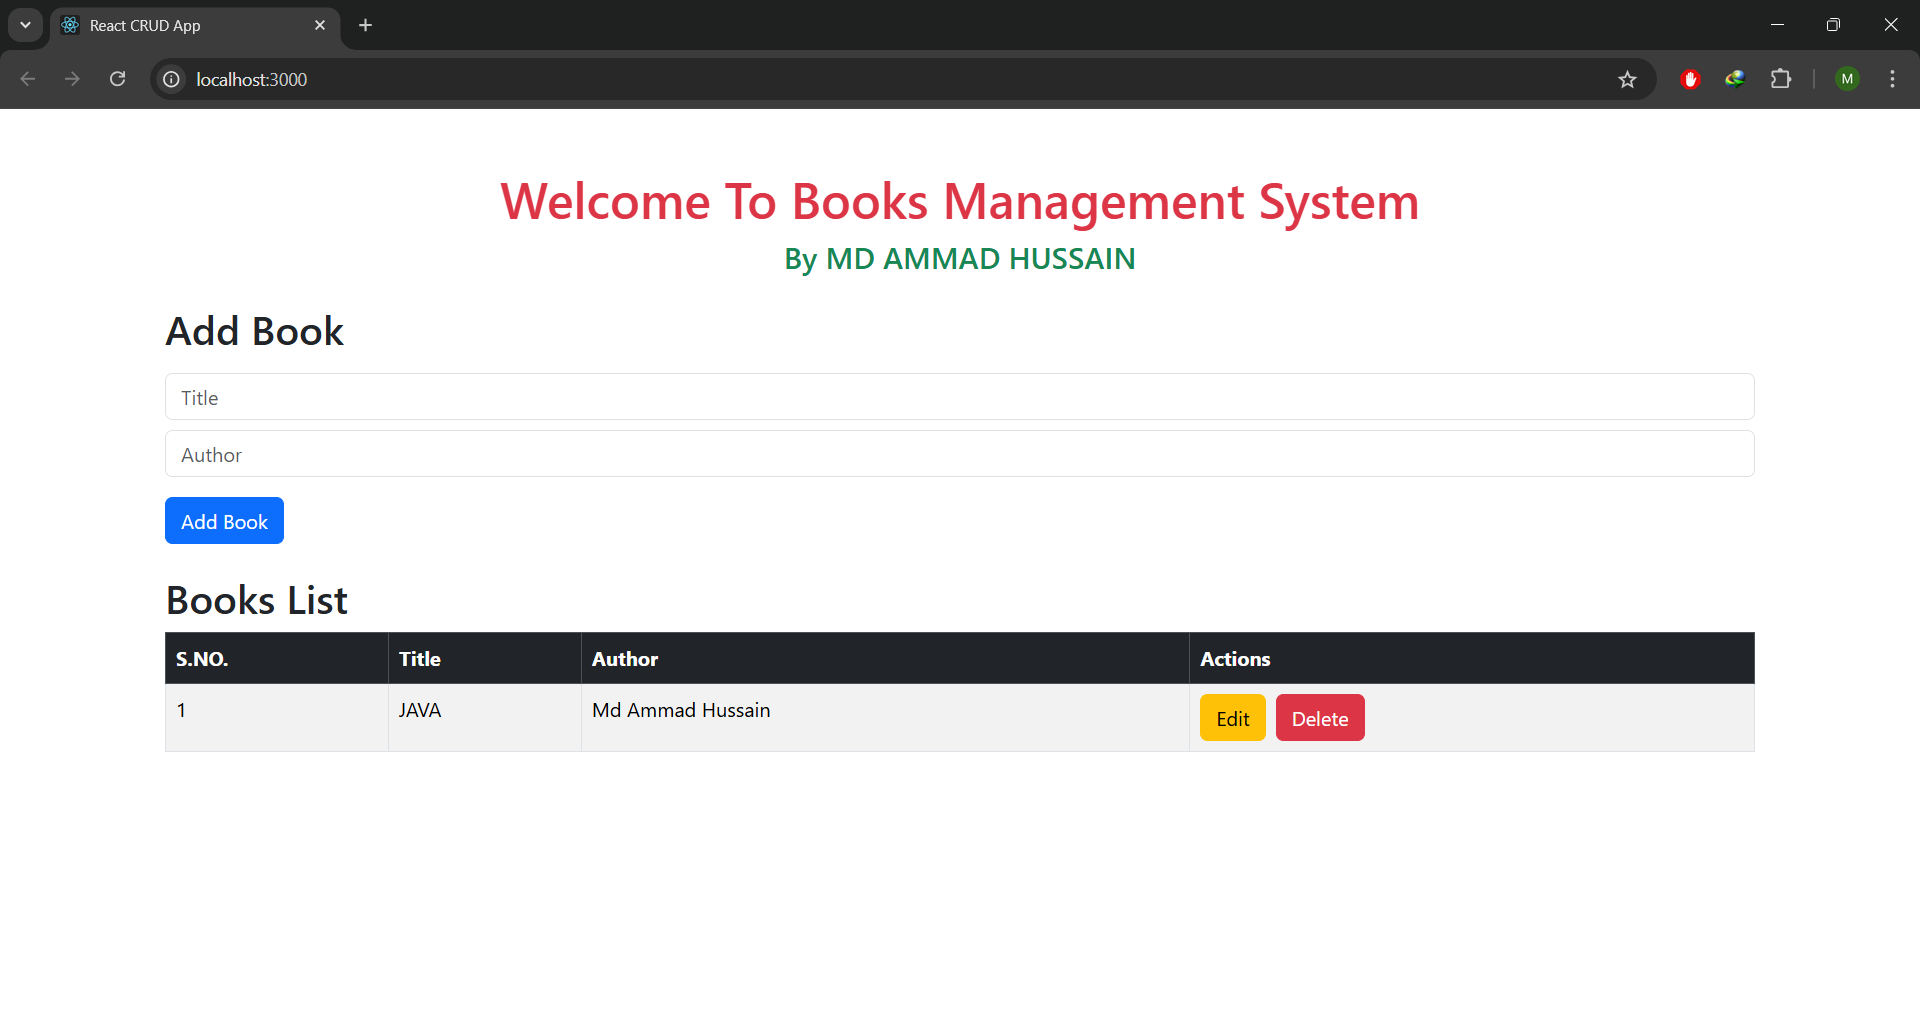 React CRUD App
localhost:3000
M
Welcome To Books Management System
By MD AMMAD HUSSAIN
Add Book
Title
Author
Add Book
Books List
S.NO. Title Author Actions
1 JAVA Md Ammad Hussain Edit Delete